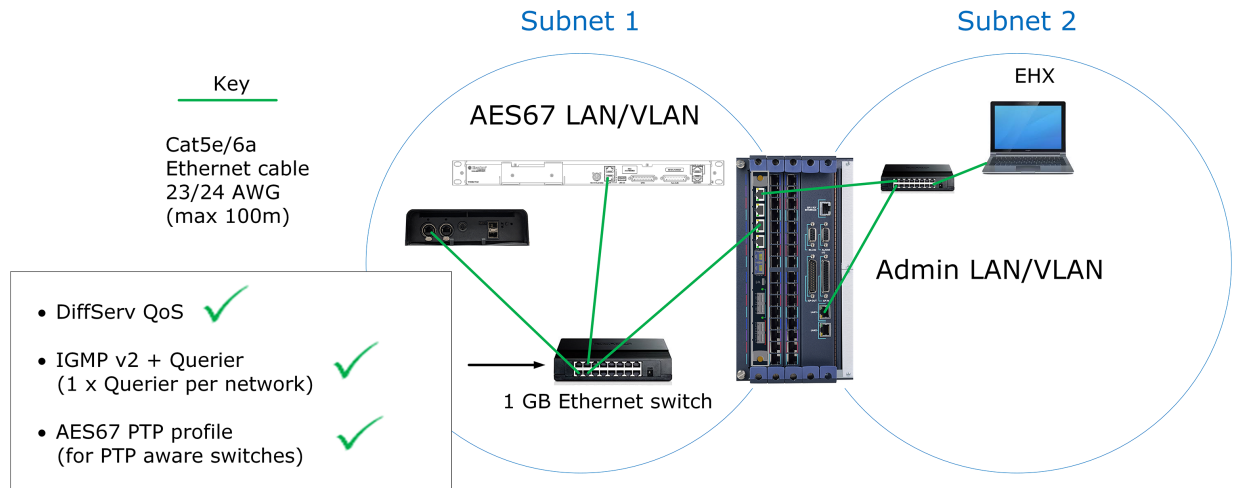 Subnet 1
Subnet 2
Key
EHX
AES67 LAN/VLAN
Cat5e/6a
Ethernet cable
23/24 AWG
(max 100m)
Admin LAN/VLAN
• DiffServ QoS
• IGMP v2 + Querier
(1 x Querier per network)
• AES67 PTP profile
(for PTP aware switches)
1 GB Ethernet switch